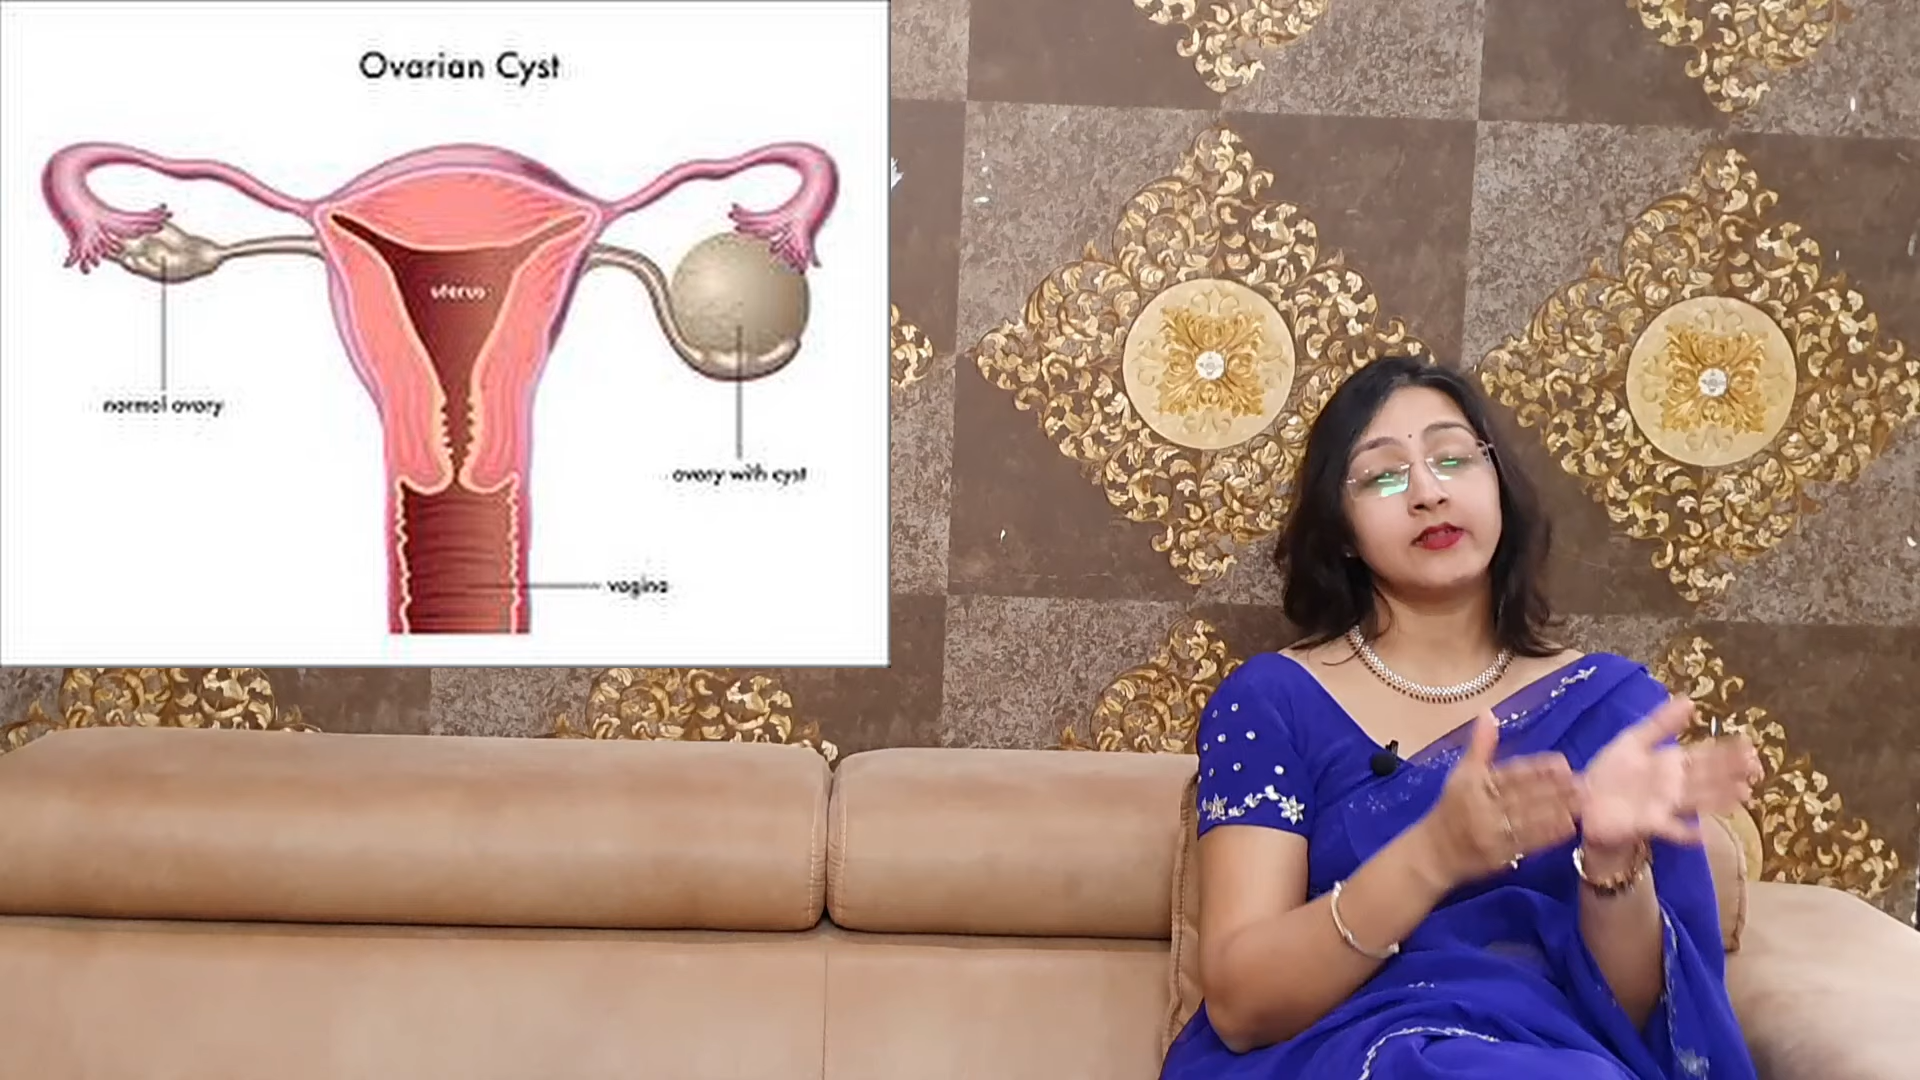 Ovarian Cyst
uterus
normal ovary
ovary with cyst
vagina